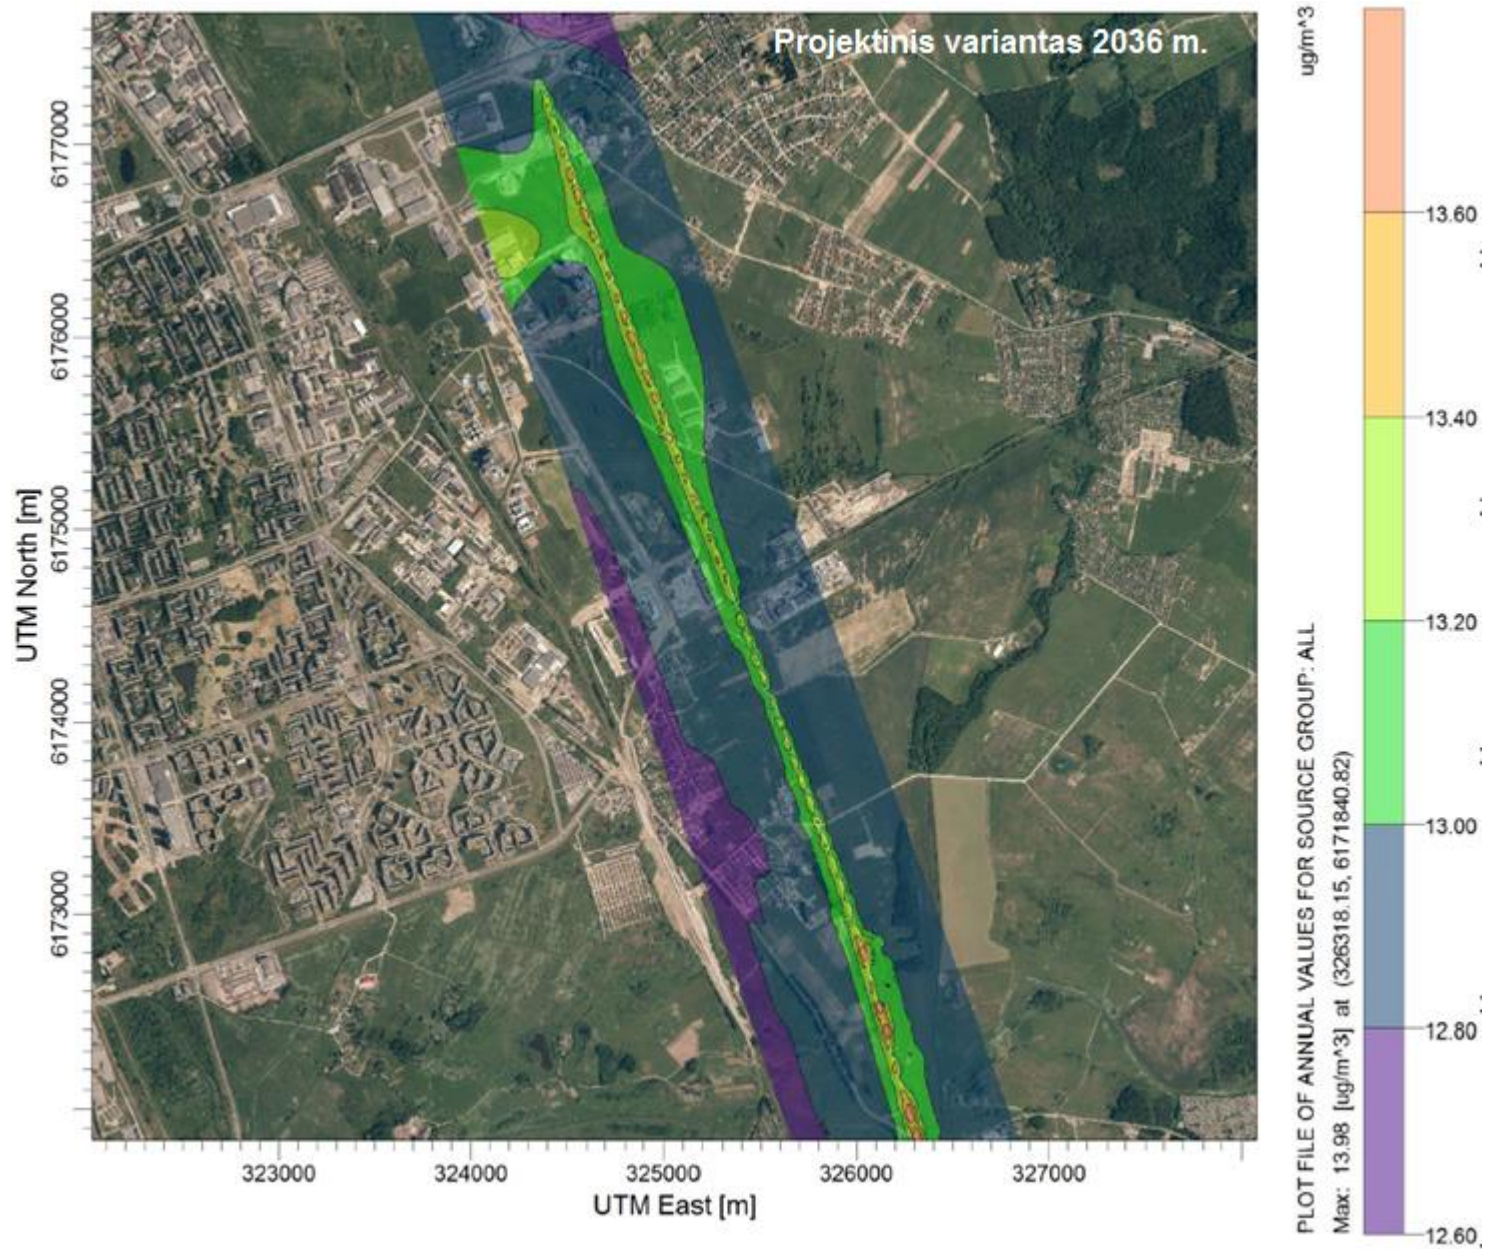 Projektinis variantas 2036 m.
UTM North [m]
6177000
6176000
6175000
6174000
6173000
323000
324000
325000
326000
327000
UTM East [m]
PLOT FILE OF ANNUAL VALUES FOR SOURCE GROUP: ALL
ug/m^3
Max: 13.98 [ug/m^3] at (326318.15, 6171840.82)
13.60
13.40
13.20
13.00
12.80
12.60